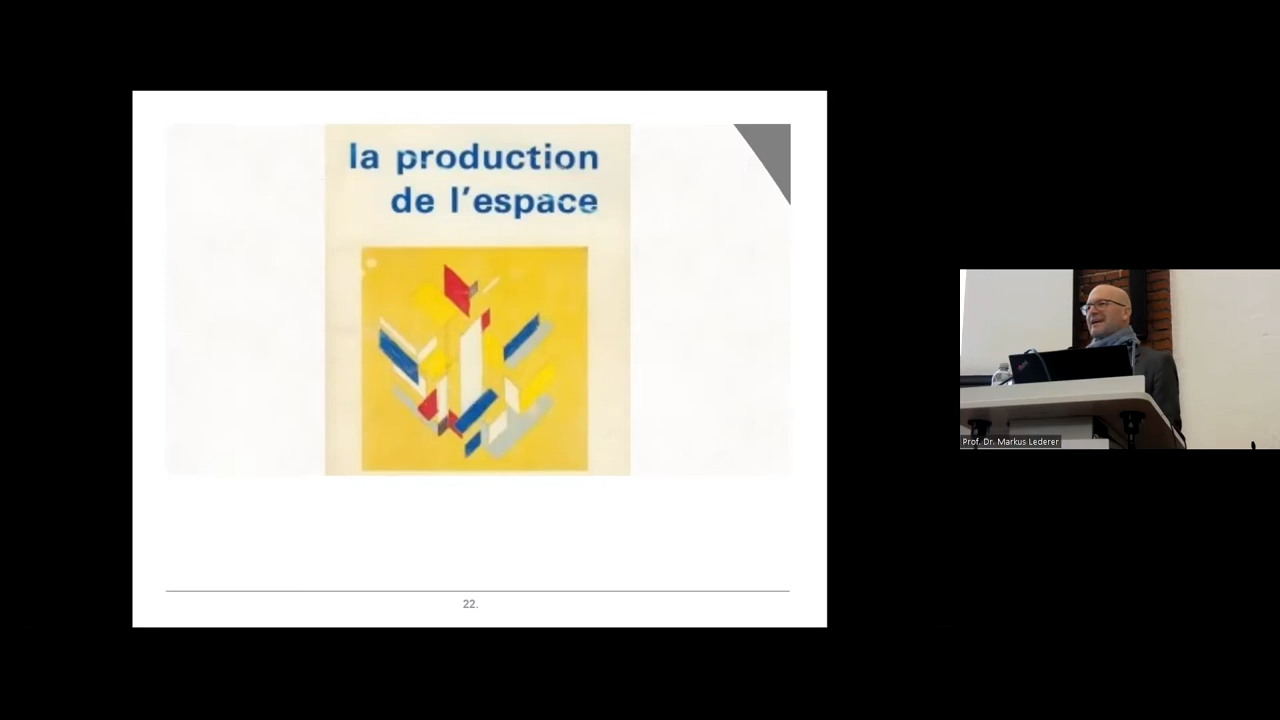 la production
de l'espace
22.
Prof. Dr. Markus Lederer